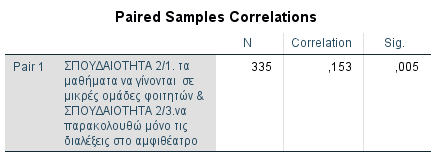 Paired Samples Correlations
N Correlation Sig.
Pair 1 ΣΠΟΥΔΑΙΟΤΗΤΑ 2/1. τα 335 ,153 ,005
μαθήματα να γίνονται σε
μικρές ομάδες φοιτητών &
ΣΠΟΥΔΑΙΟΤΗΤΑ 2/3.να
παρακολουθώ μόνο τις
διαλέξεις στο αμφιθέατρο